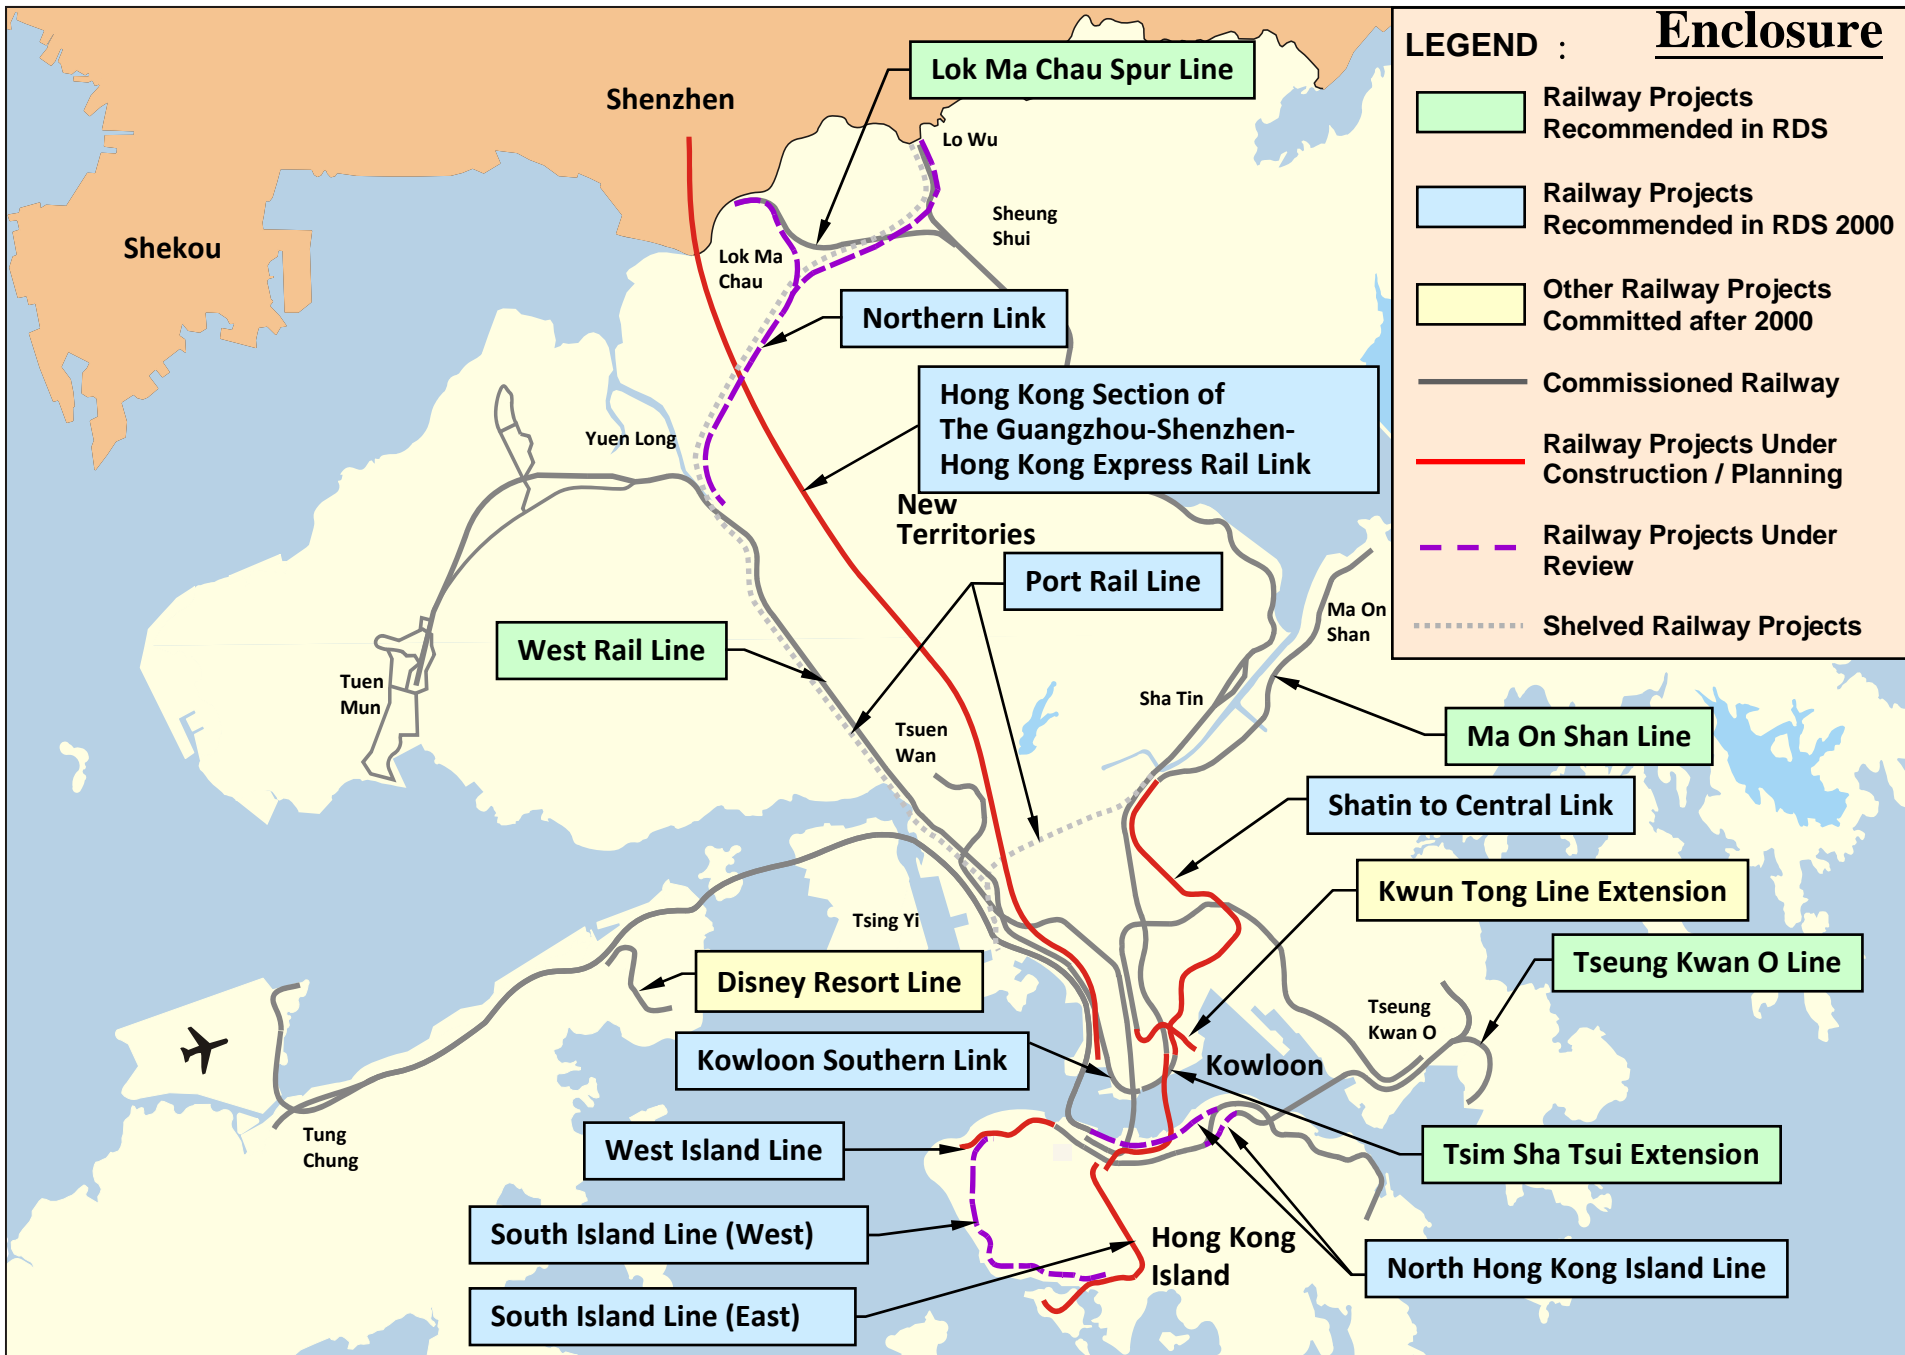 Enclosure
LEGEND :
Railway Projects
Recommended in RDS
Railway Projects
Recommended in RDS 2000
Other Railway Projects
Committed after 2000
Commissioned Railway
Railway Projects Under
Construction / Planning
Railway Projects Under
Review
Shelved Railway Projects
Lok Ma Chau Spur Line
Shenzhen
Lo Wu
Sheung
Shui
Shekou
Lok Ma
Chau
Northern Link
Hong Kong Section of
The Guangzhou-Shenzhen-
Hong Kong Express Rail Link
Yuen Long
New
Territories
Port Rail Line
Ma On
Shan
West Rail Line
Tuen
Mun
Sha Tin
Tsuen
Wan
Ma On Shan Line
Shatin to Central Link
Kwun Tong Line Extension
Tsing Yi
Tseung Kwan O Line
Disney Resort Line
Tseung
Kwan O
Kowloon Southern Link
Kowloon
Tung
Chung
West Island Line
Tsim Sha Tsui Extension
South Island Line (West)
Hong Kong
Island
North Hong Kong Island Line
South Island Line (East)